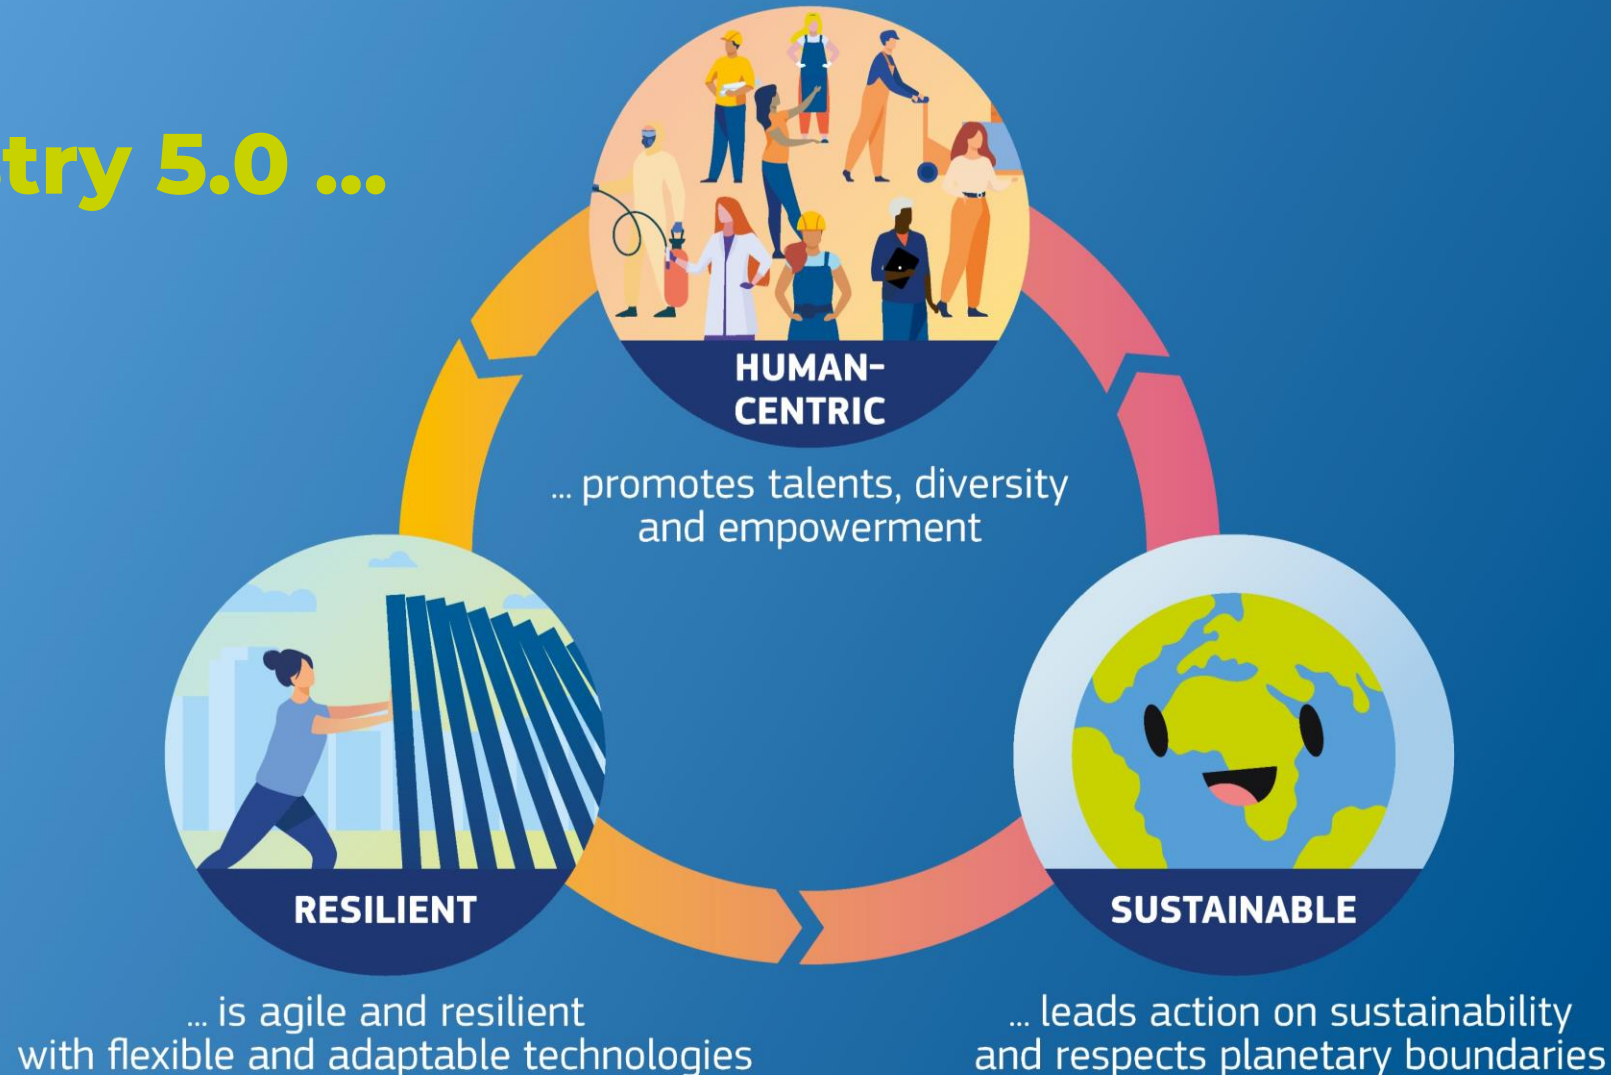 stry 5.0 ...
HUMAN-
CENTRIC
... promotes talents, diversity
and empowerment
RESILIENT
... is agile and resilient
with flexible and adaptable technologies
SUSTAINABLE
... leads action on sustainability
and respects planetary boundaries